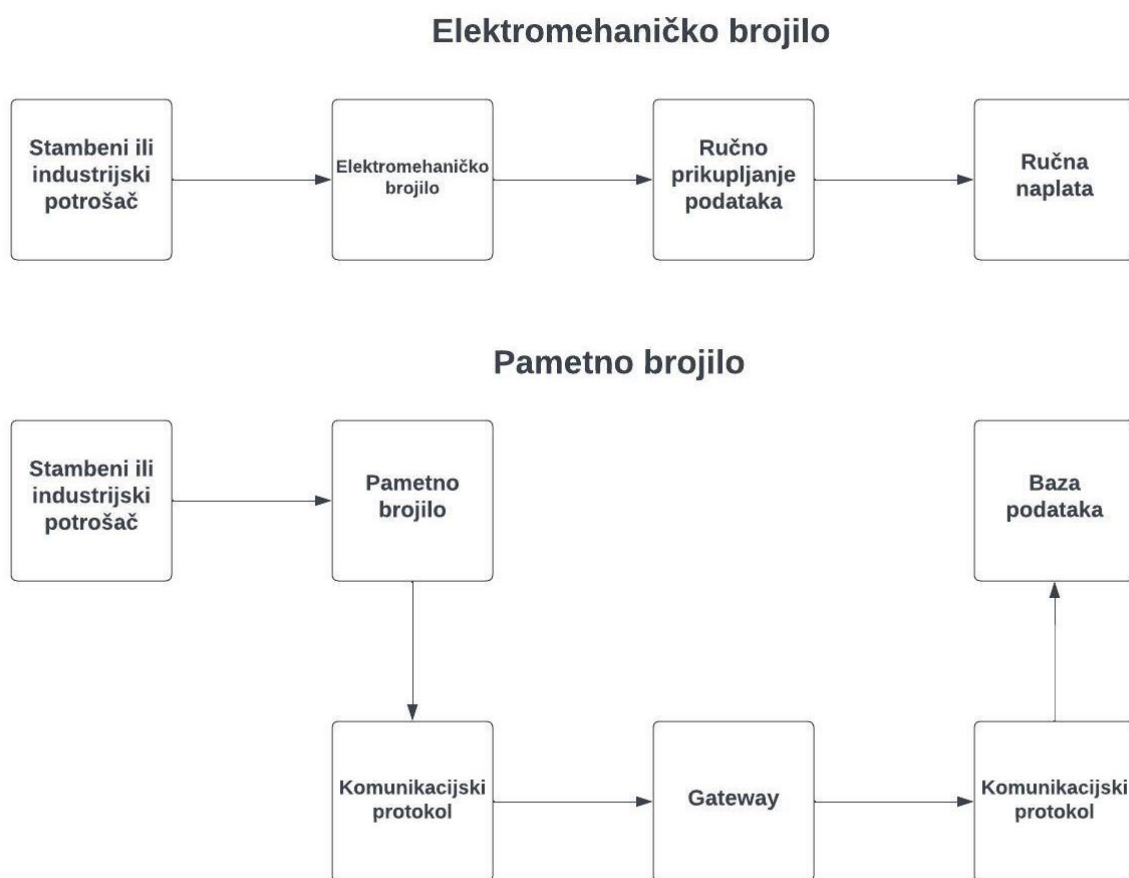 Elektromehaničko brojilo
Stambeni ili
industrijski
potrošač
Elektromehaničko
brojilo
Ručno
prikupljanje
podataka
Ručna
naplata
Pametno brojilo
Stambeni ili
industrijski
potrošač
Pametno
brojilo
Baza
podataka
Komunikacijski
protokol
Gateway
Komunikacijski
protokol